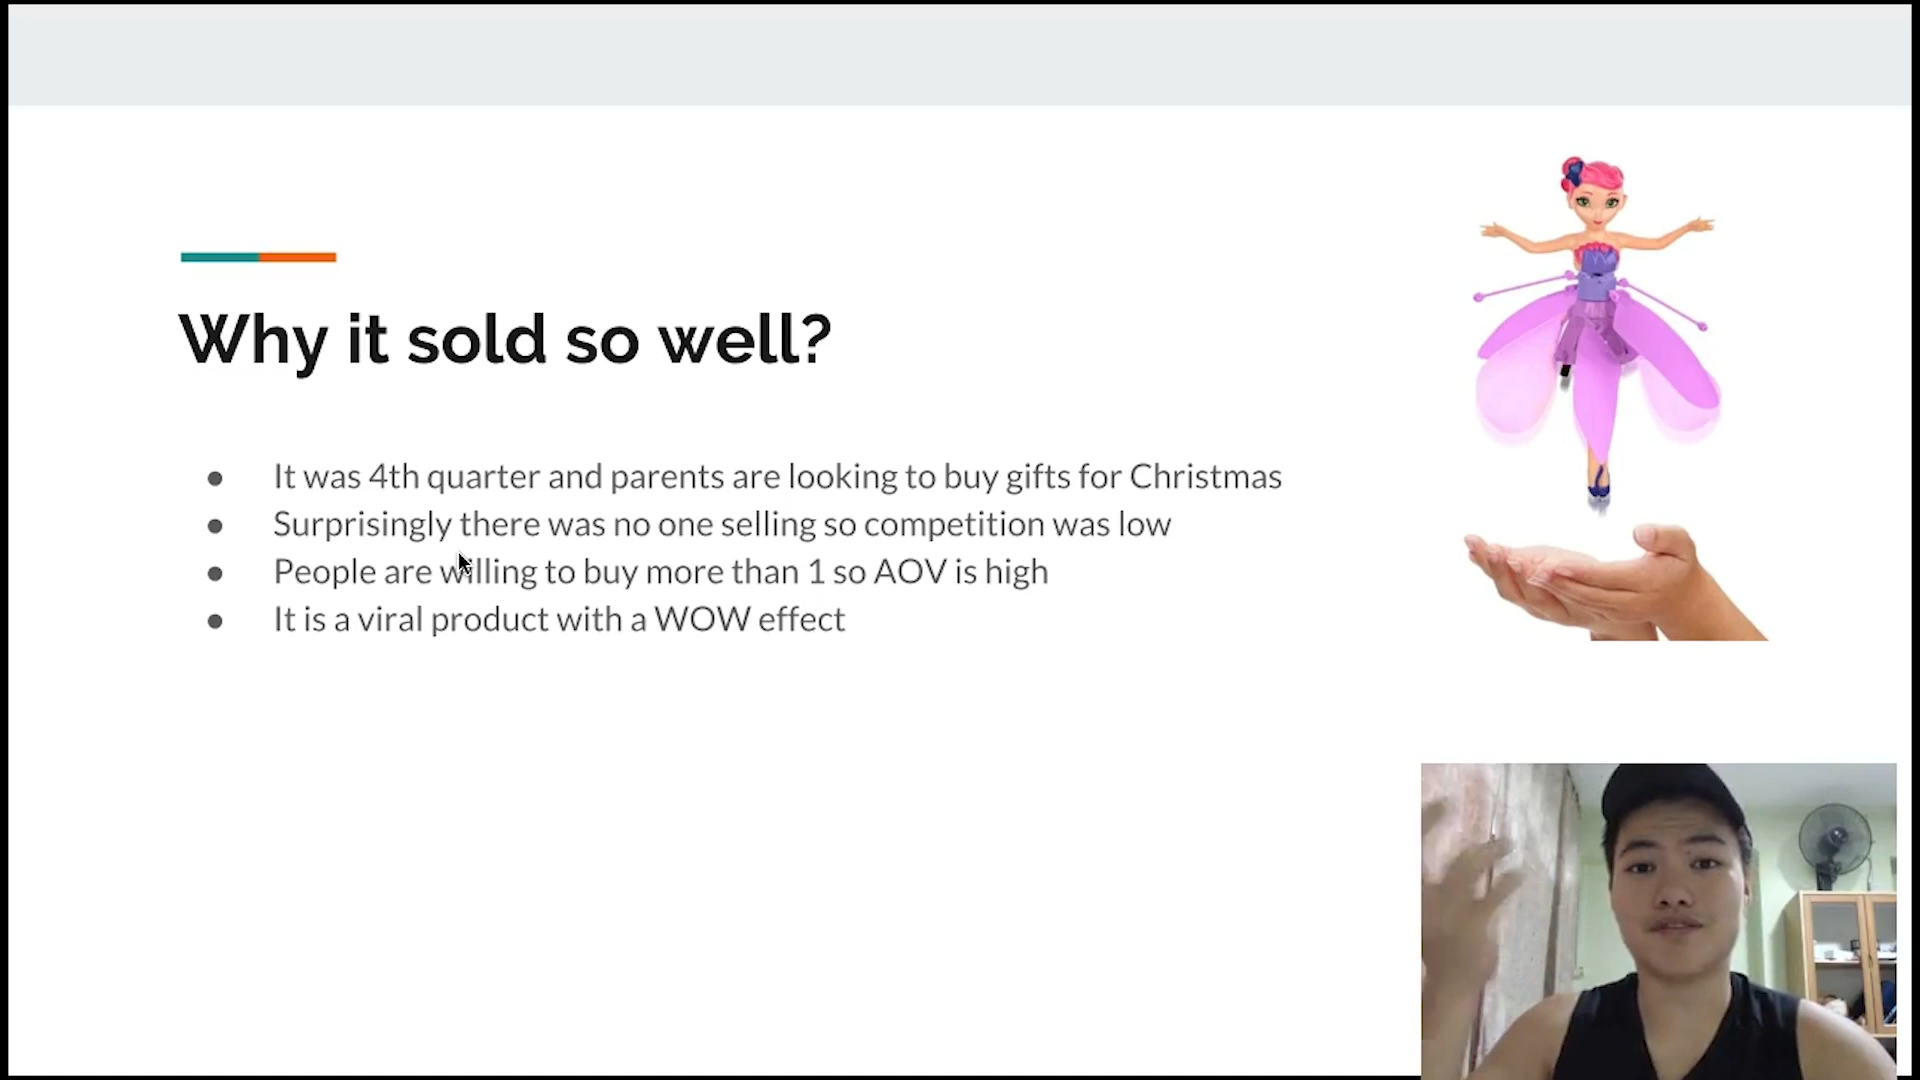 Why it sold so well?
It was 4th quarter and parents are looking to buy gifts for Christmas
Surprisingly there was no one selling so competition was low
People are willing to buy more than 1 so AOV is high
It is a viral product with a WOW effect